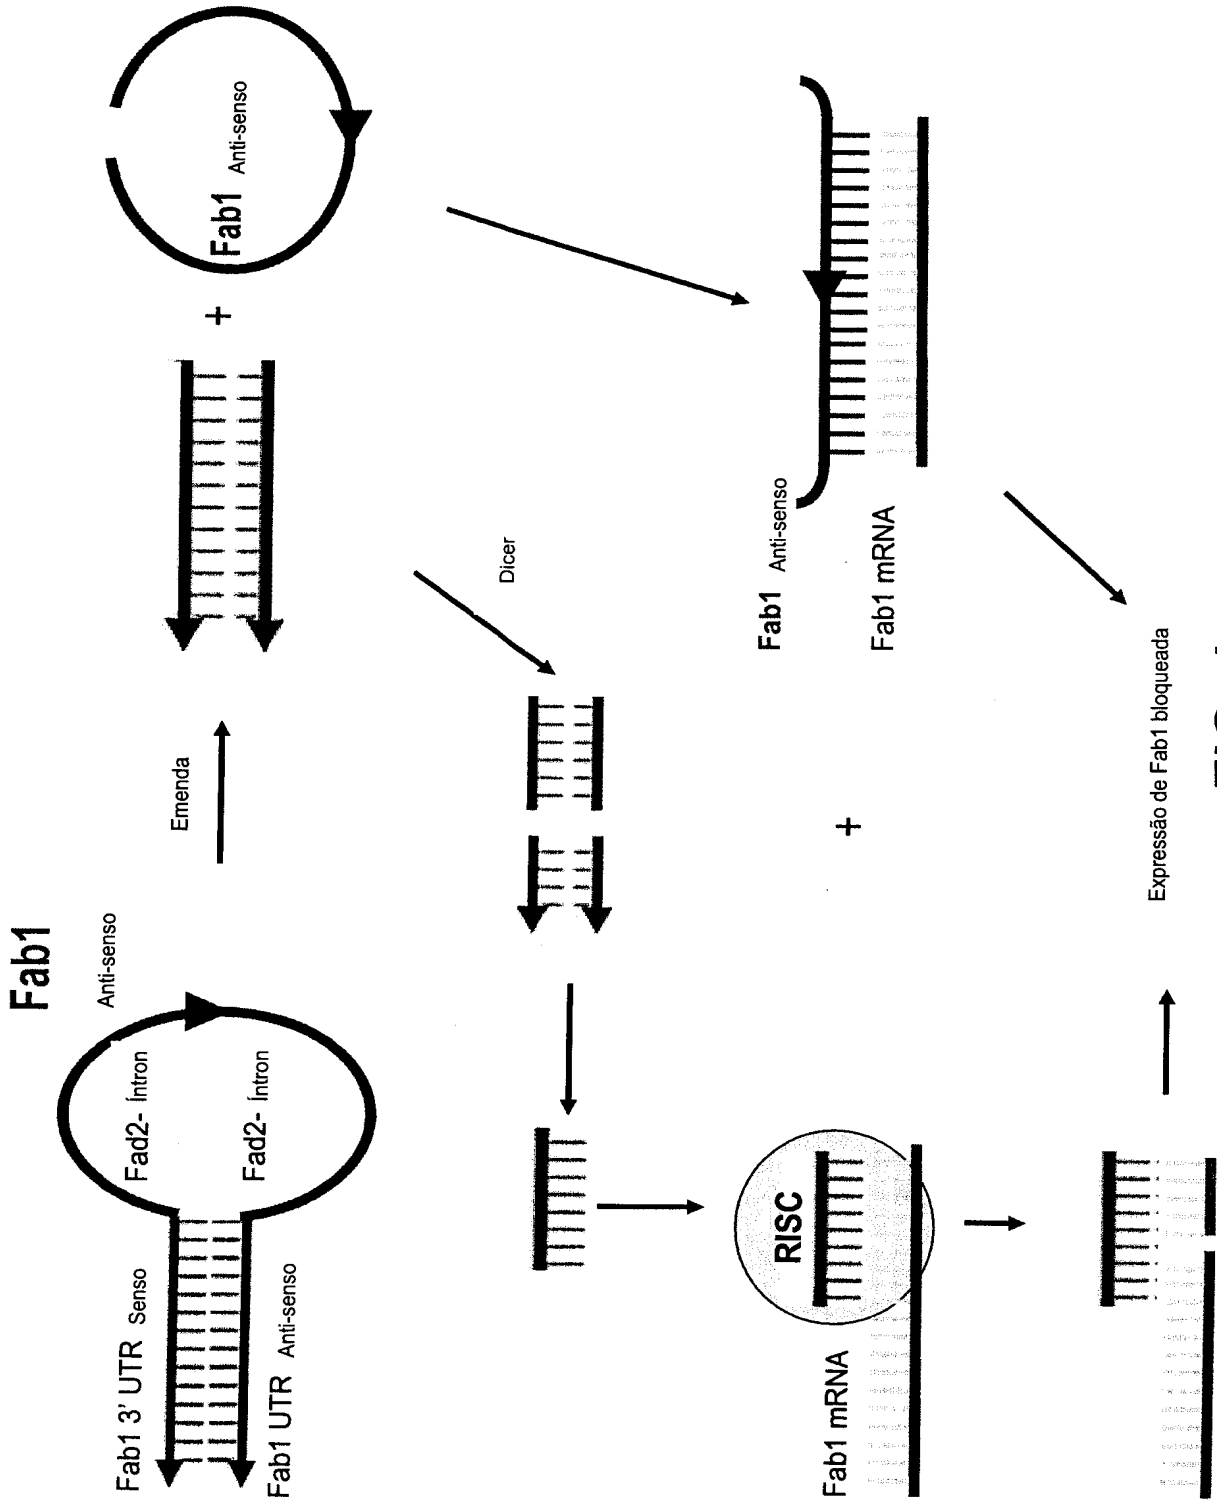 Fab1
Anti-senso
Fab1 3' UTR Senso
Fad2- Íntron
Fad2- Íntron
Fab1 UTR Anti-senso
Emenda
+
Fab1 Anti-senso
Dicer
RISC
Fab1 mRNA
+
Fab1 Anti-senso
Fab1 mRNA
Expressão de Fab1 bloqueada